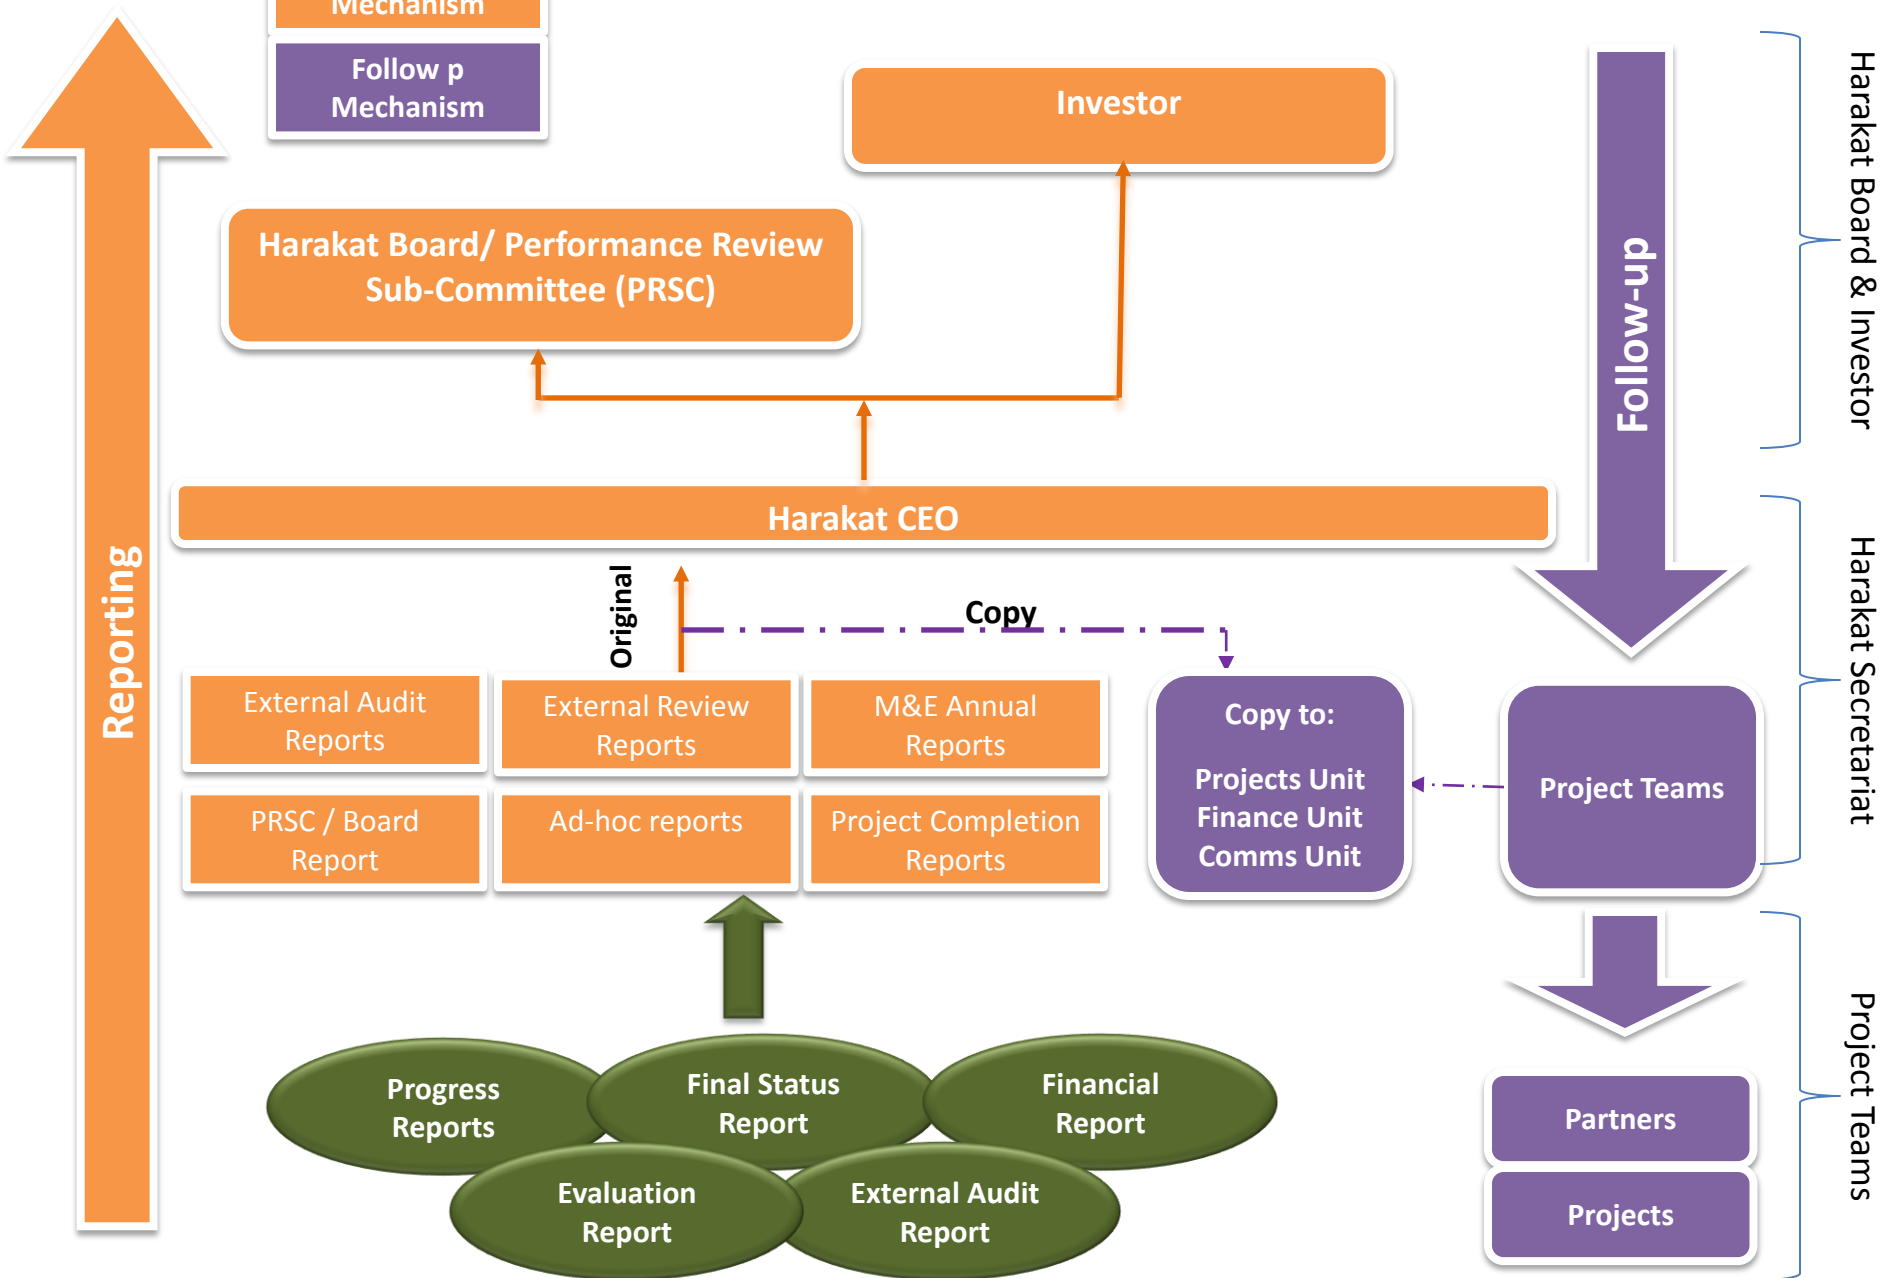 Mechanism
Follow p
Mechanism
Investor
Harakat Board/ Performance Review
Sub-Committee (PRSC)
Harakat CEO
Reporting
Follow-up
Harakat Board & Investor
Original
Copy
External Audit
Reports
External Review
Reports
M&E Annual
Reports
PRSC / Board
Report
Ad-hoc reports
Project Completion
Reports
Copy to:
Projects Unit
Finance Unit
Comms Unit
Project Teams
Harakat Secretariat
Progress
Reports
Final Status
Report
Financial
Report
Evaluation
Report
External Audit
Report
Partners
Projects
Project Teams